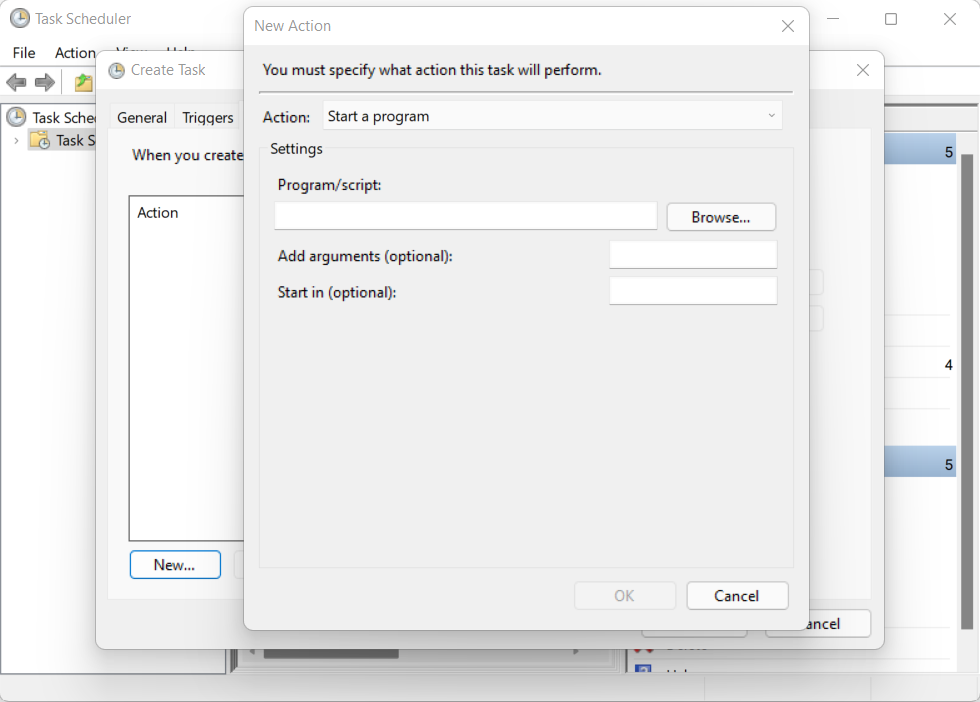 Task Scheduler
File Action View Help
Task Sche
Task S
Create Task
General Triggers
When you create
Action
New...
New Action
You must specify what action this task will perform.
Action: Start a program
Settings
Program/script:
Browse...
Add arguments (optional):
Start in (optional):
OK Cancel
ancel
5
4
5